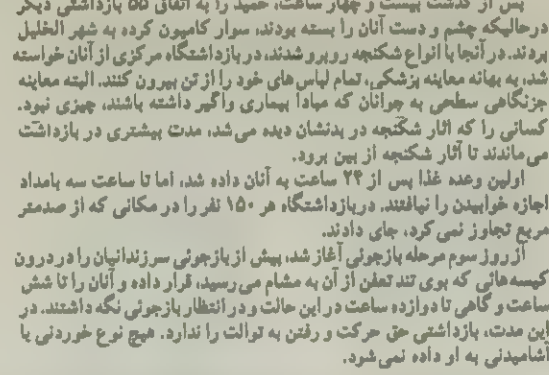 پس از گذشت بیست و چهار ساعت، حمید را به اتفاق ۵۵ بازداشتی دیگر
درحالیکه چشم و دست آنان را بسته بودند، سوار کامیون کرده به شهر الخلیل
بردند. در آنجا با انواع شکنجه روبرو شدند، در بازداشتگاه مرکزی از آنان خواسته
شد، به بهانه معاینه پزشکی، تمام لباس های خود را از تن بیرون کنند. البته معاینه
جزنگاهی سطحی به جوانان که مبادا بیماری واگیر داشته باشند، چیزی نبود.
کسانی را که آثار شکنجه در بدنشان دیده می شد، مدت بیشتری در بازداشت
می ماندند تا آثار شکنجه از بین برود.
اولین وعده غذا پس از ۲۴ ساعت به آنان داده شد، اما تا ساعت سه بامداد
اجازه خوابیدن را نیافتند. دربازداشتگاه هر ۱۵۰ نفر را در مکانی که از صدمتر
مربع تجاوز نمی کرد، جای دادند.
از روز سوم مرحله بازجوئی آغاز شد، پیش از بازجوئی سر زندانیان را در درون
کیسه هائی که بوی تند تعفن از آن به مشام می رسید، قرار داده و آنان را تا شش
ساعت و گاهی تا دوازده ساعت در این حالت و در انتظار بازجوئی نگه داشتند. در
این مدت، بازداشتی حق حرکت و رفتن به توالت را ندارد. هیچ نوع خوردنی یا
آشامیدنی به او داده نمی شود.